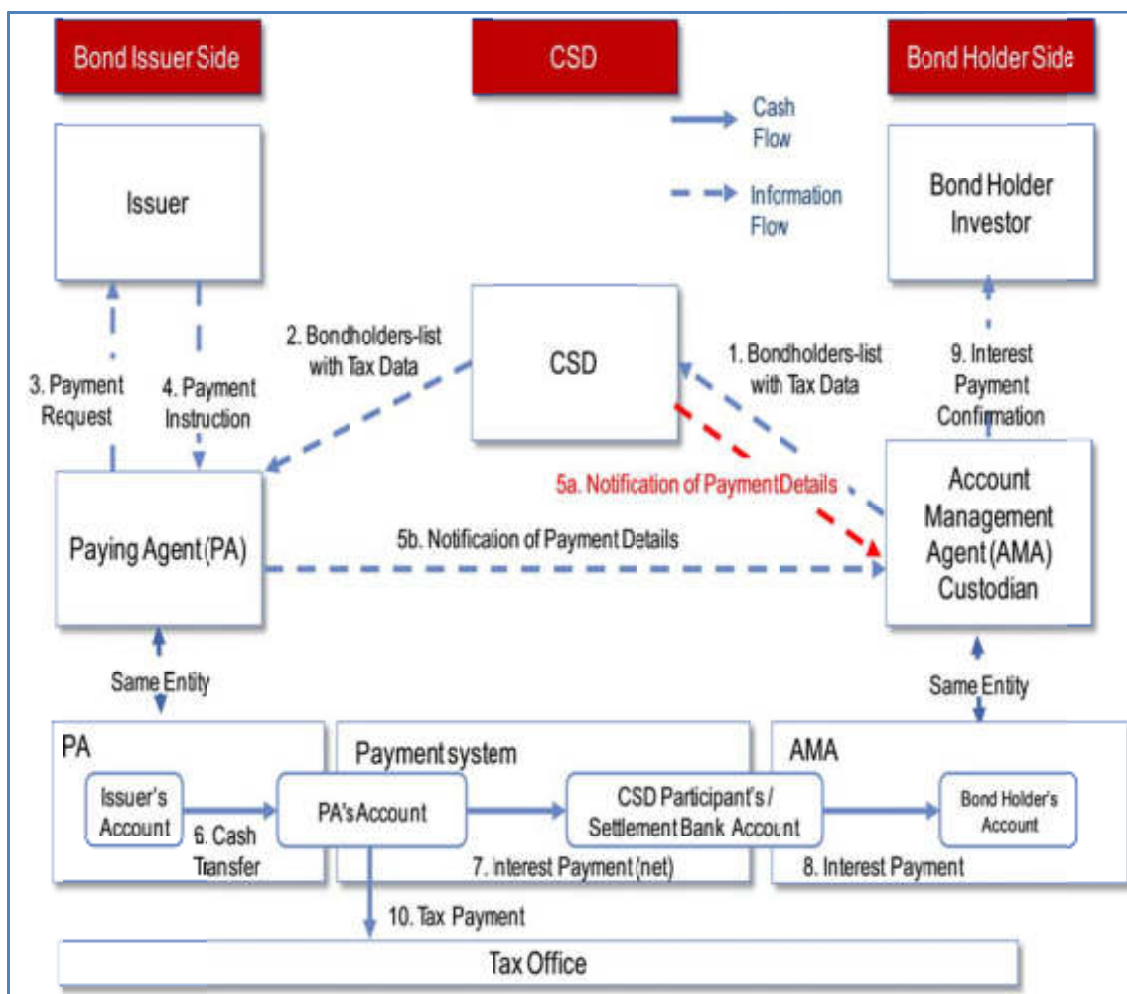 Bond Issuer Side
CSD
Bond Holder Side
Cash
Flow
Information
Flow
Issuer
Bond Holder
Investor
CSD
2. Bondholders-list
with Tax Data
1. Bondholders-list
with Tax Data
3. Payment
Request
4. Payment
Instruction
9. Interest
Payment
Confirmation
5a. Notification of PaymentDetails
Paying Agent (PA)
5b. Notificaion of Payment Details
Account
Management
Agent (AMA)
Custodian
Same Entity
Same Entity
PA
Payment system
AMA
Issuer's
Account
PA's Account
CSD Participant's /
Settlement Bank Account
Bond Holder's
Account
6. Cash
Transfer
7. Interest Payment (net)
8. Interest Payment
10. Tax Payment
Tax Office